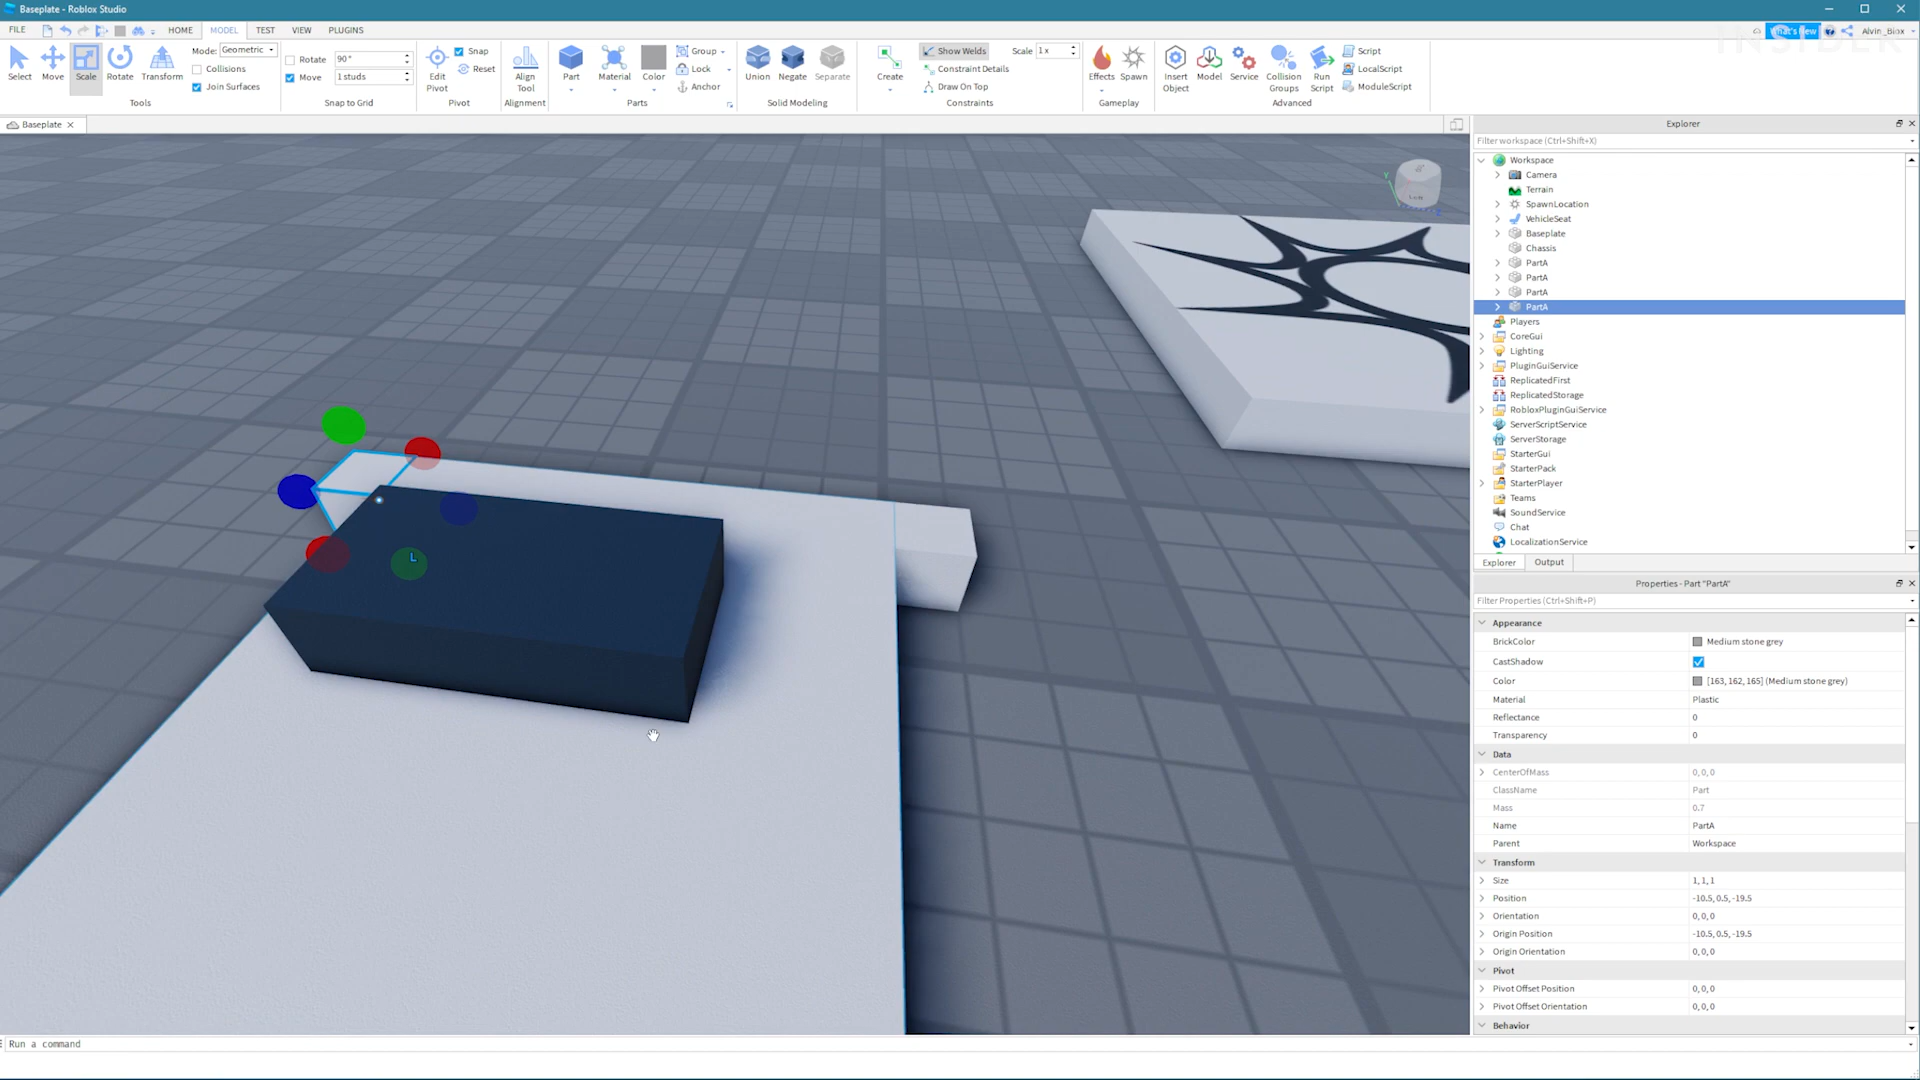 Baseplate - Roblox Studio
FILE
HOME
MODEL
TEST
VIEW
PLUGINS
What's New
Alvin_Blox
INSIDER
Select
Move
Scale
Rotate
Transform
Mode: Geometric
Collisions
Join Surfaces
Tools
Rotate 90°
Move 1 studs
Snap to Grid
Edit
Pivot
Snap
Reset
Pivot
Align
Tool
Alignment
Part
Material
Color
Group
Lock
Anchor
Parts
Union
Negate
Separate
Solid Modeling
Create
Show Welds
Constraint Details
Draw On Top
Scale 1x
Constraints
Effects
Spawn
Gameplay
Insert
Object
Model
Service
Collision
Groups
Run
Script
Script
LocalScript
ModuleScript
Advanced
Baseplate
Y
Z
L
Explorer
Filter workspace (Ctrl+Shift+X)
Workspace
Camera
Terrain
SpawnLocation
VehicleSeat
Baseplate
Chassis
PartA
PartA
PartA
PartA
Players
CoreGui
Lighting
PluginGuiService
ReplicatedFirst
ReplicatedStorage
RobloxPluginGuiService
ServerScriptService
ServerStorage
StarterGui
StarterPack
StarterPlayer
Teams
SoundService
Chat
LocalizationService
Explorer
Output
Properties - Part "PartA"
Filter Properties (Ctrl+Shift+P)
Appearance
BrickColor Medium stone grey
CastShadow
Color [163, 162, 165] (Medium stone grey)
Material Plastic
Reflectance 0
Transparency 0
Data
CenterOfMass 0, 0, 0
ClassName Part
Mass 0.7
Name PartA
Parent Workspace
Transform
Size 1, 1, 1
Position -10.5, 0.5, -19.5
Orientation 0, 0, 0
Origin Position -10.5, 0.5, -19.5
Origin Orientation 0, 0, 0
Pivot
Pivot Offset Position 0, 0, 0
Pivot Offset Orientation 0, 0, 0
Behavior
Run a command